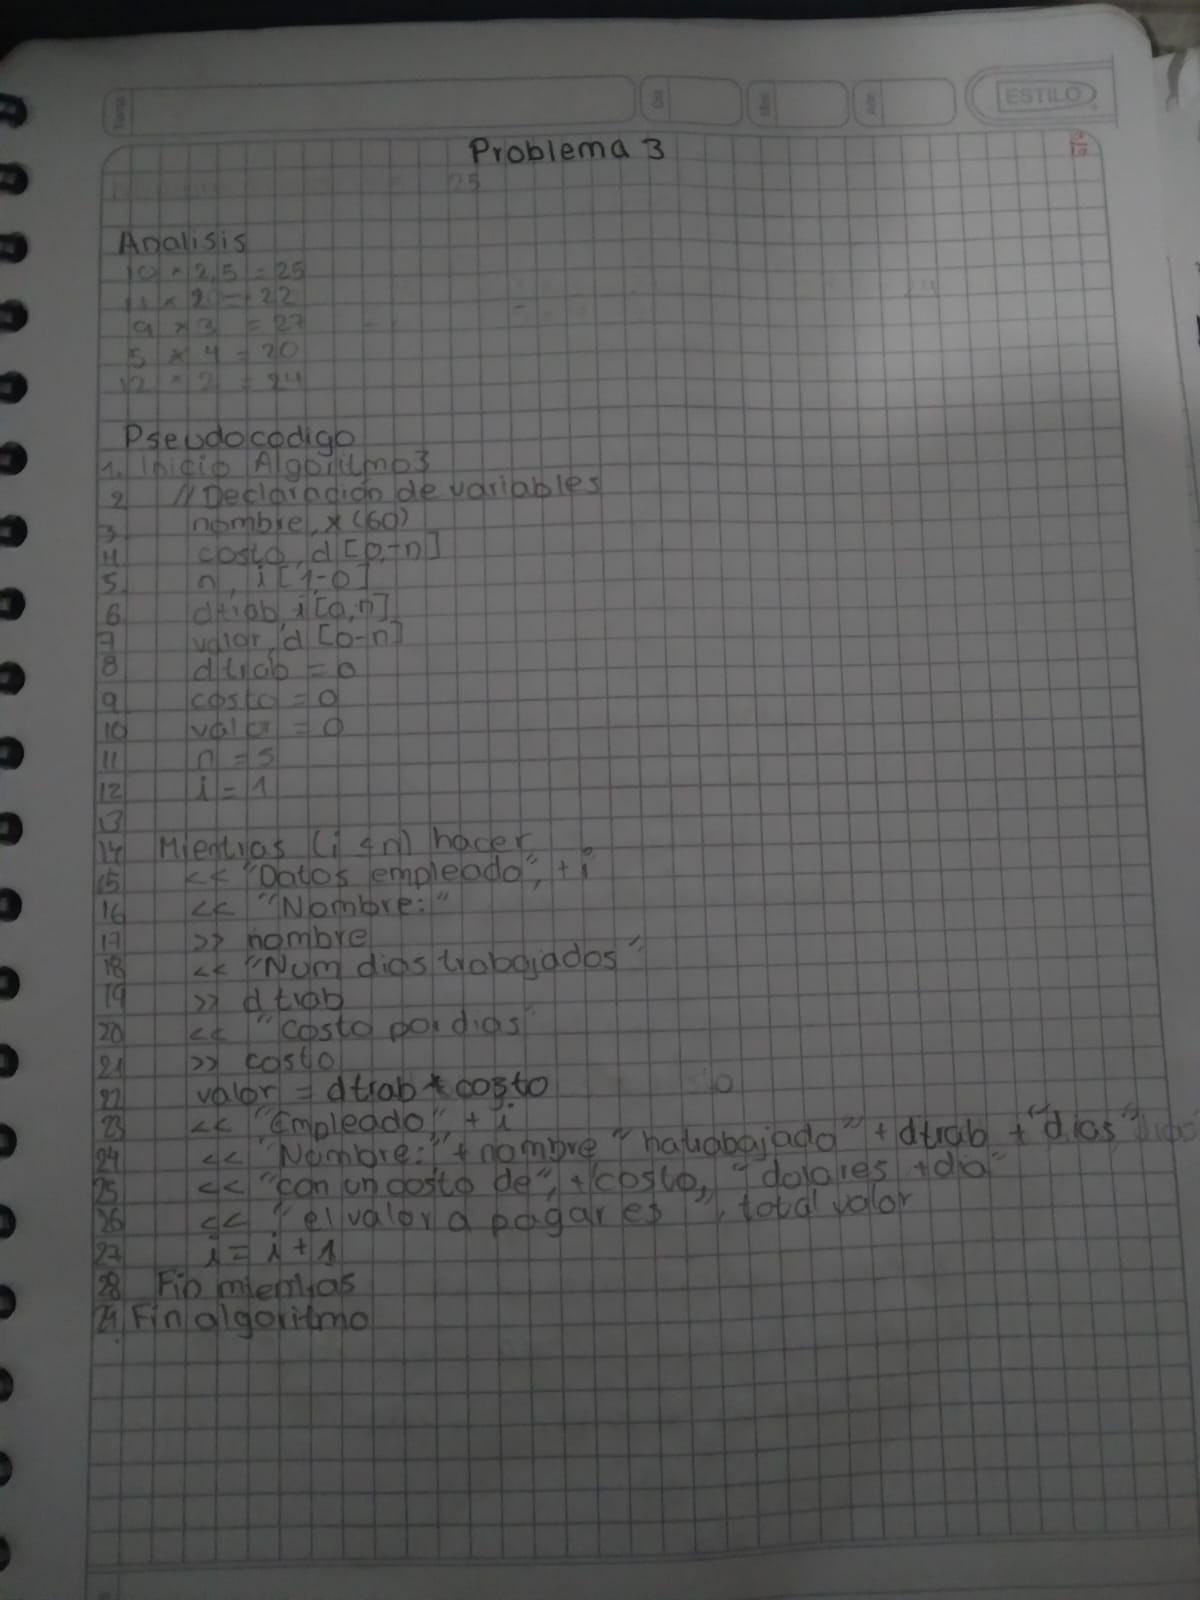 ESTILO
Problema 3
25
Analisis
10 × 2,5 = 25
11 × 2 = 22
9 × 3 = 27
5 × 4 = 20
12 × 2 = 24
Pseudocodigo
1. Inicio Algoritmo3
2 // Declaración de variables
3 nombre, x (60)
4 costo, d [0,-n]
5 n, i [1-0]
6 dtrab, i [0,n]
7 valor, d [0-n]
8 dtrab = 0
9 costo = 0
10 valor = 0
11 n = 5
12 i = 1
13
14 Mientras (i ≤ n) hacer
15 << "Datos empleado", + i
16 << "Nombre:"
17 >> nombre
18 << "Num dias trabajados"
19 >> dtrab
20 << "costo por dias"
21 >> costo
22 valor = dtrab * costo
23 << "Empleado", + i
24 << "Nombre:" + nombre "ha trabajado" + dtrab + "dias"
25 << "con un costo de", + costo, "dolares + dia"
26 << "el valor a pagar es", total valor
27 i = i + 1
28 Fin mientras
29 Fin algoritmo